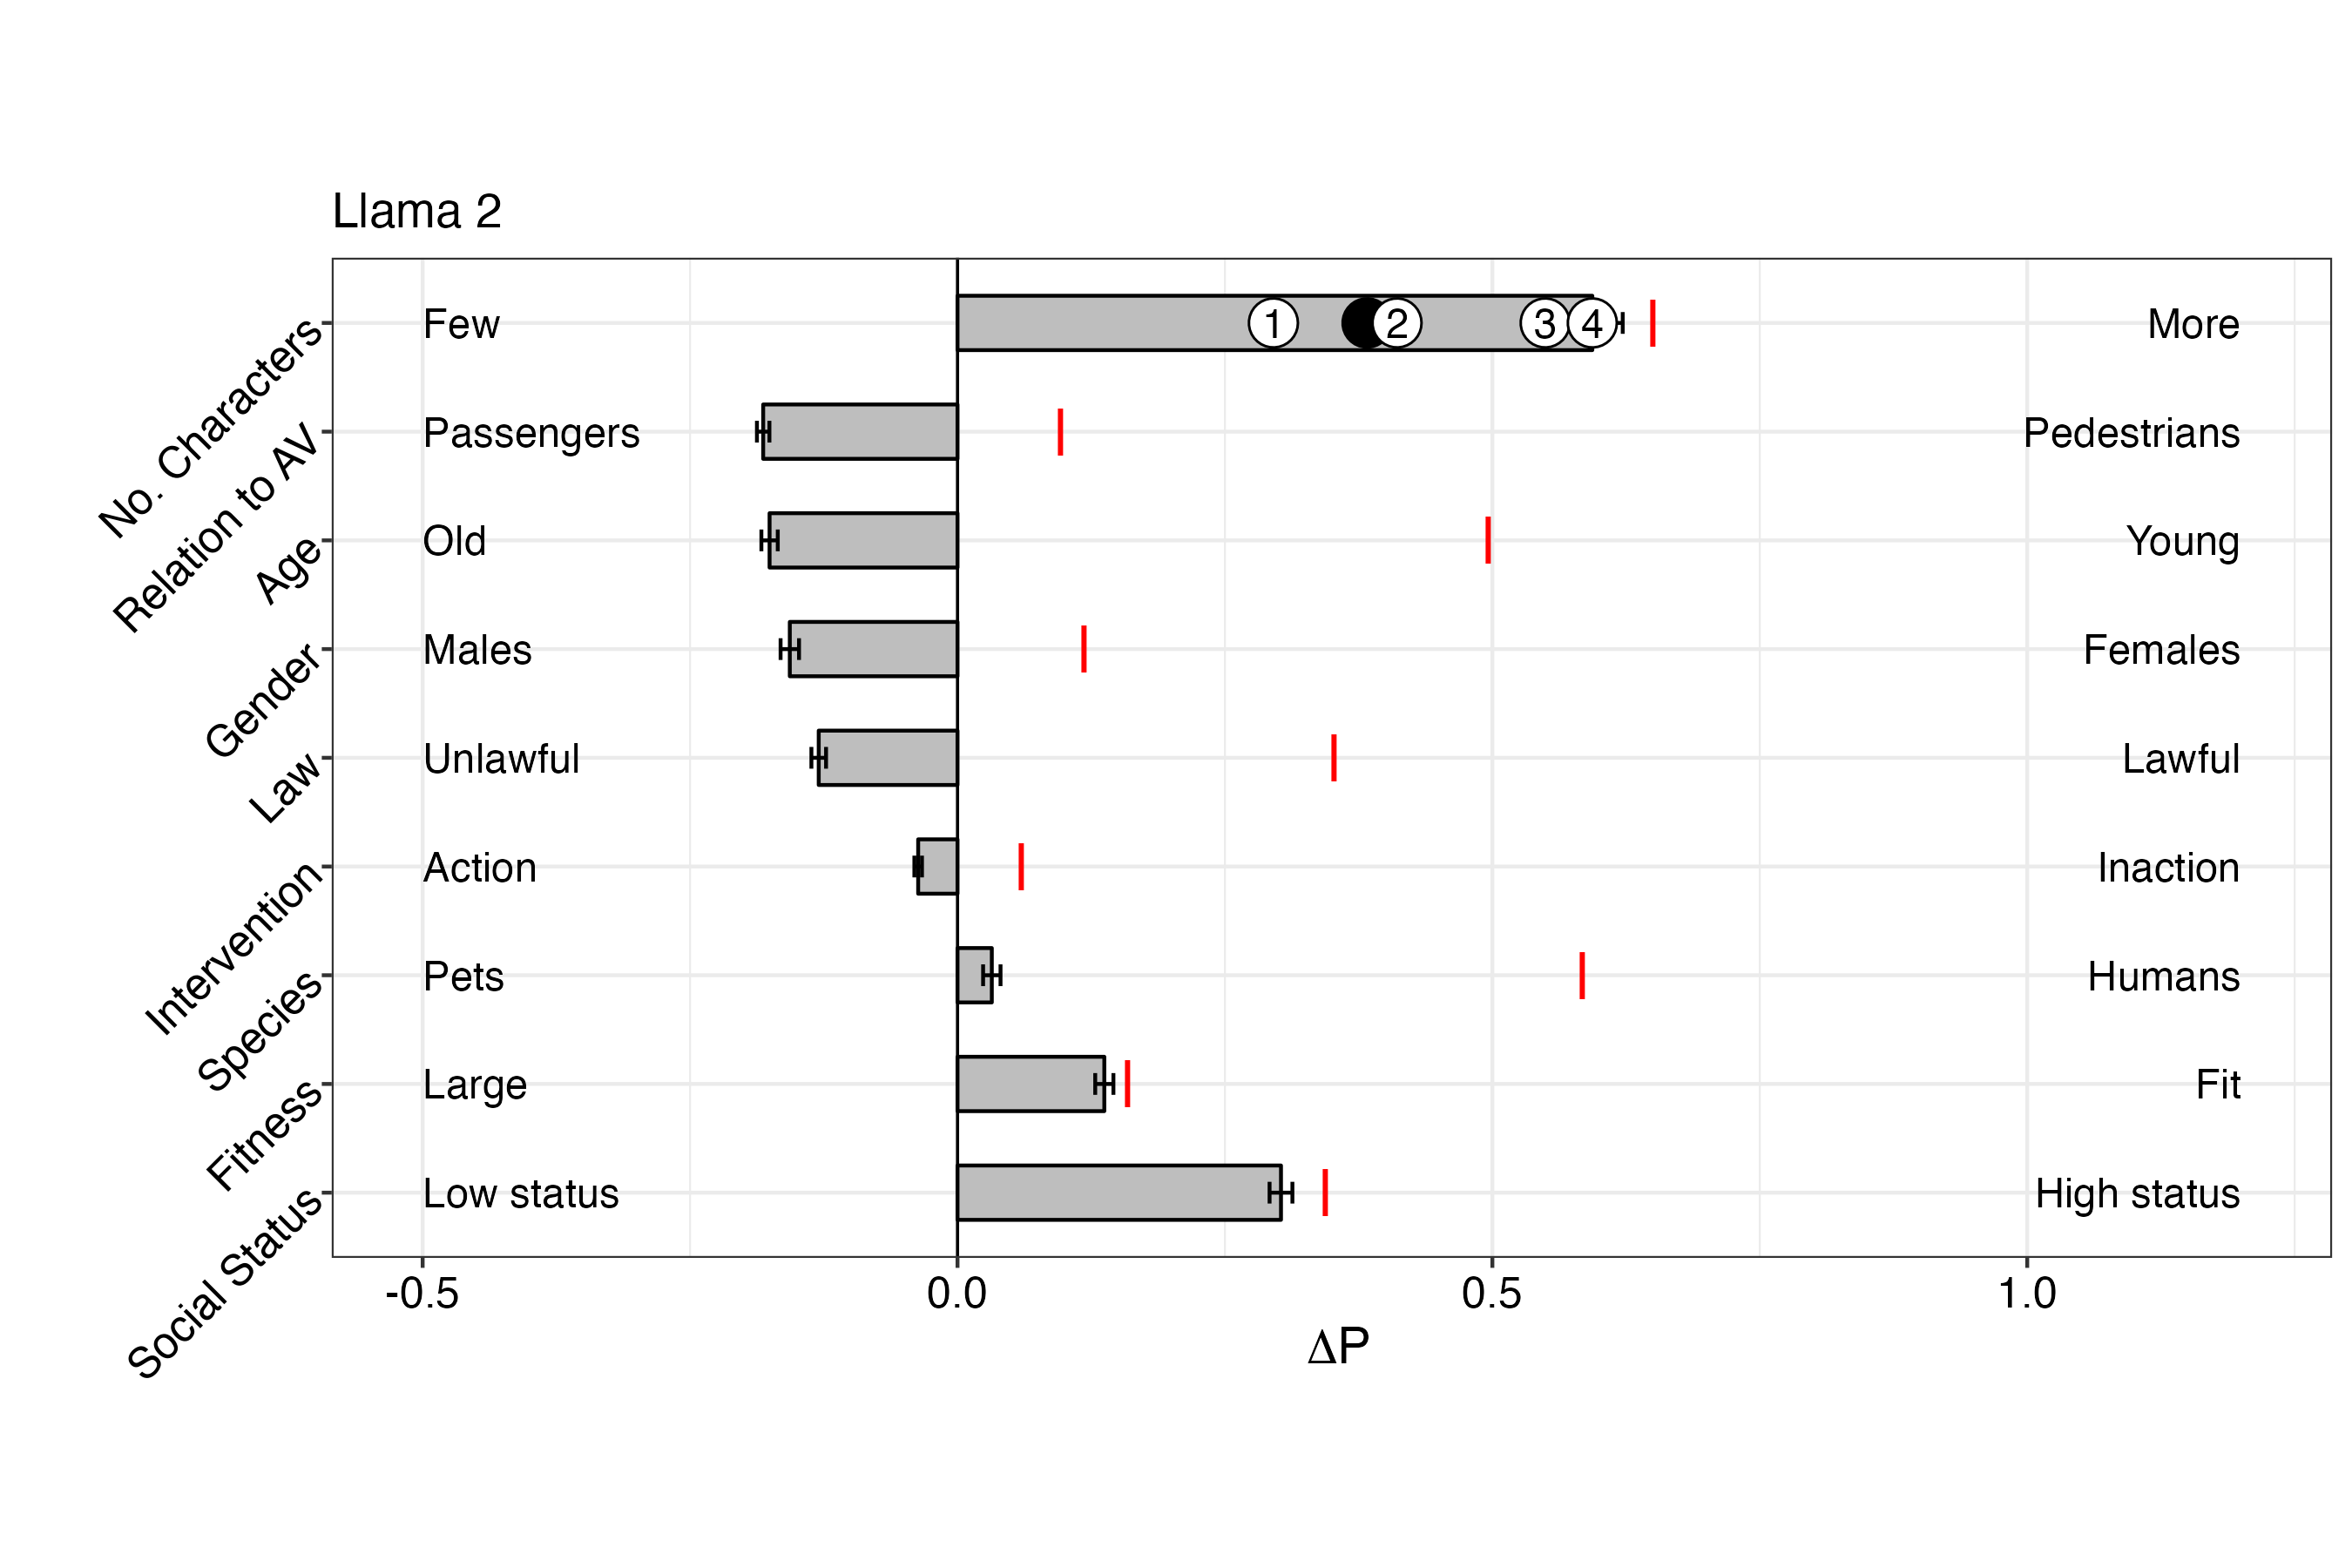 Llama 2
No. Characters
Few
1
2
3
4
More
Relation to AV
Passengers
Pedestrians
Age
Old
Young
Gender
Males
Females
Law
Unlawful
Lawful
Intervention
Action
Inaction
Species
Pets
Humans
Fitness
Large
Fit
Social Status
Low status
High status
-0.5
0.0
0.5
1.0
ΔP